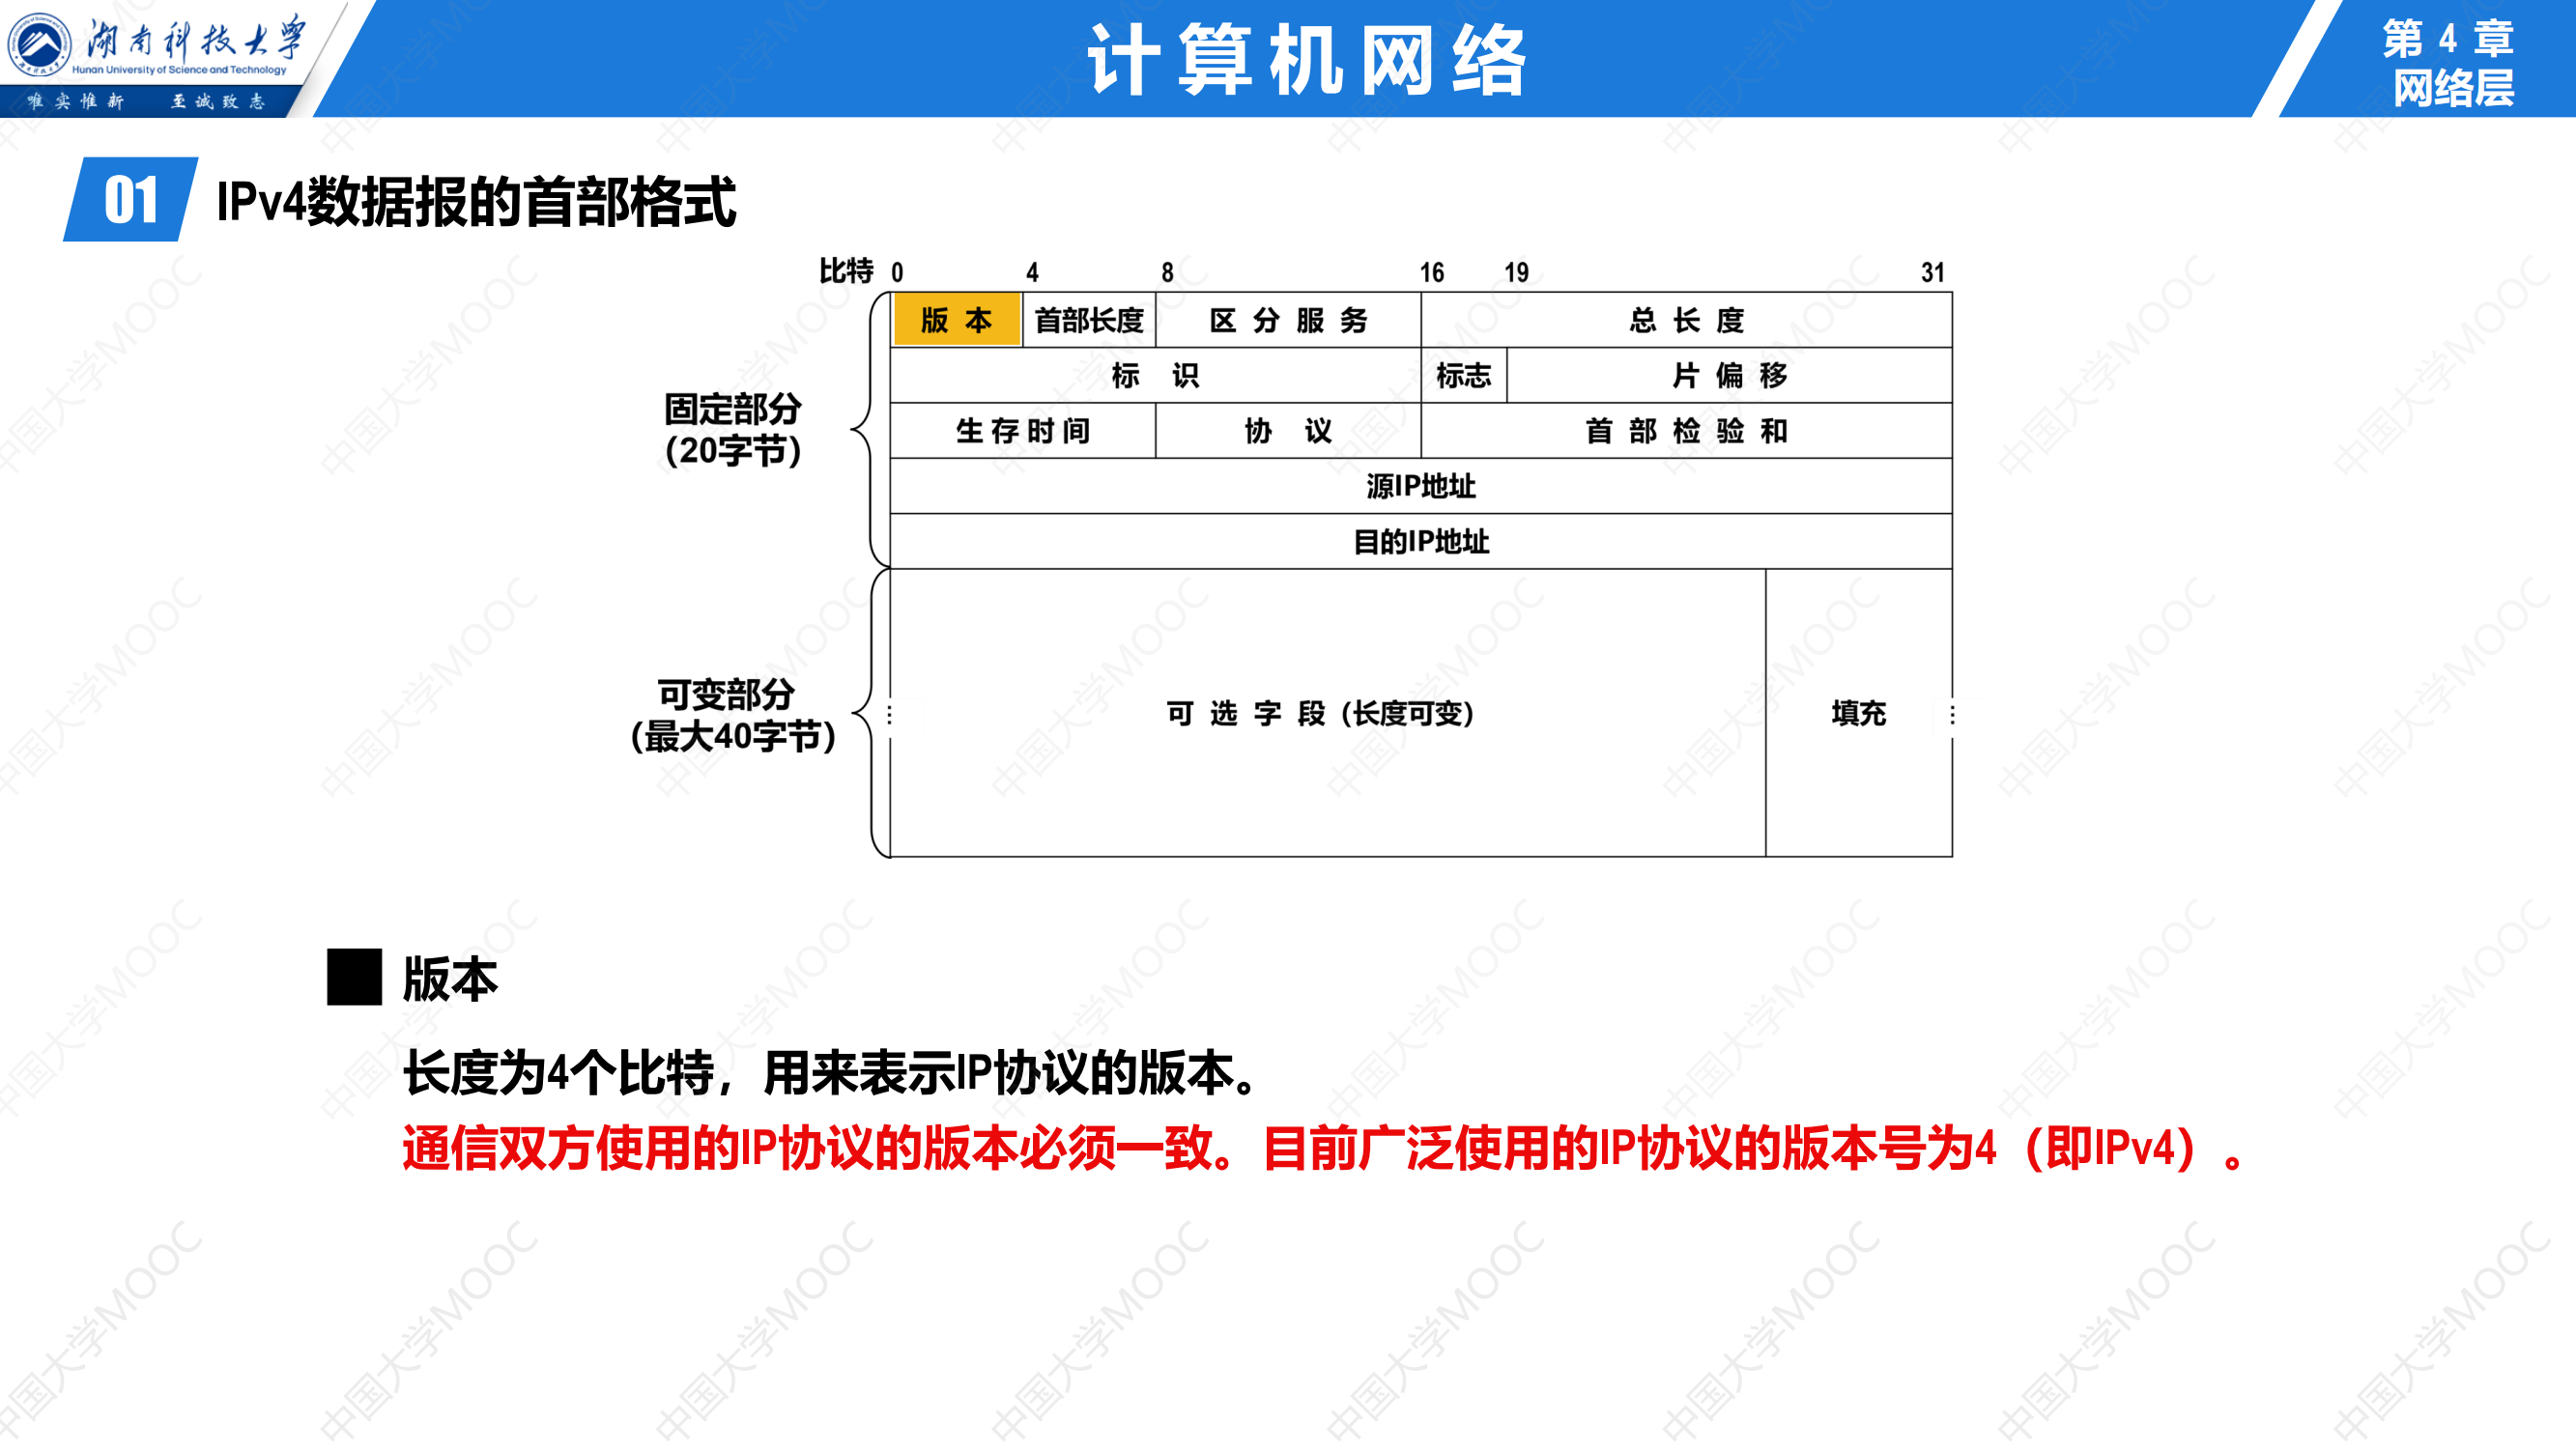 湖南科技大学
Hunan University of Science and Technology
唯实惟新 至诚致志
计算机网络
第 4 章
网络层
01 IPv4数据报的首部格式
比特 0 4 8 16 19 31
版 本 首部长度 区 分 服 务 总 长 度
标 识 标志 片 偏 移
生 存 时 间 协 议 首 部 检 验 和
源IP地址
目的IP地址
固定部分
(20字节)
可 选 字 段 (长度可变) 填充
可变部分
(最大40字节)
版本
长度为4个比特，用来表示IP协议的版本。
通信双方使用的IP协议的版本必须一致。目前广泛使用的IP协议的版本号为4（即IPv4）。
中国大学MOOC